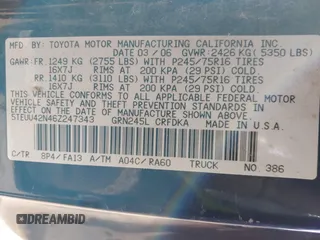 MFD. BY: TOYOTA MOTOR MANUFACTURING CALIFORNIA INC.
DATE 03/06 GVWR: 2426 KG (5350 LBS)
GAWR: FR. 1249 KG (2755 LBS) WITH P245/75R16 TIRES
16X7J RIMS AT 200 KPA (29 PSI) COLD.
RR. 1410 KG (3110 LBS) WITH P245/75R16 TIRES
16X7J RIMS AT 200 KPA (29 PSI) COLD.
THIS VEHICLE CONFORMS TO ALL APPLICABLE FEDERAL MOTOR
VEHICLE SAFETY STANDARDS IN EFFECT ON THE DATE OF
MANUFACTURE SHOWN ABOVE.
5TEUU42N46Z247343 GRN245L CRFDKA MADE IN U.S.A.
C/TR 8P4/FA13 A/TM A04C/RA60 TRUCK NO. 386